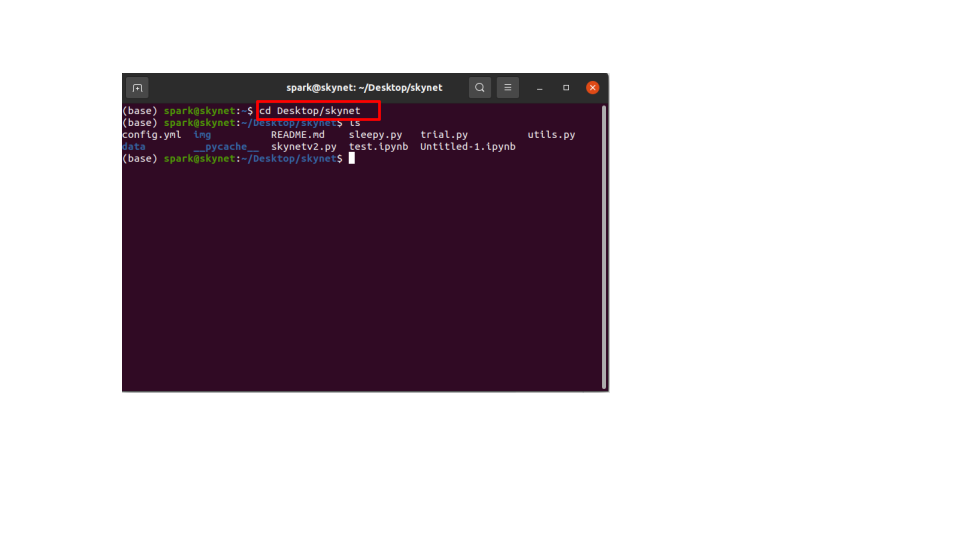 spark@skynet: ~/Desktop/skynet
(base) spark@skynet:~$ cd Desktop/skynet
(base) spark@skynet:~/Desktop/skynet$ ls
config.yml img README.md sleepy.py trial.py utils.py
data __pycache__ skynetv2.py test.ipynb Untitled-1.ipynb
(base) spark@skynet:~/Desktop/skynet$